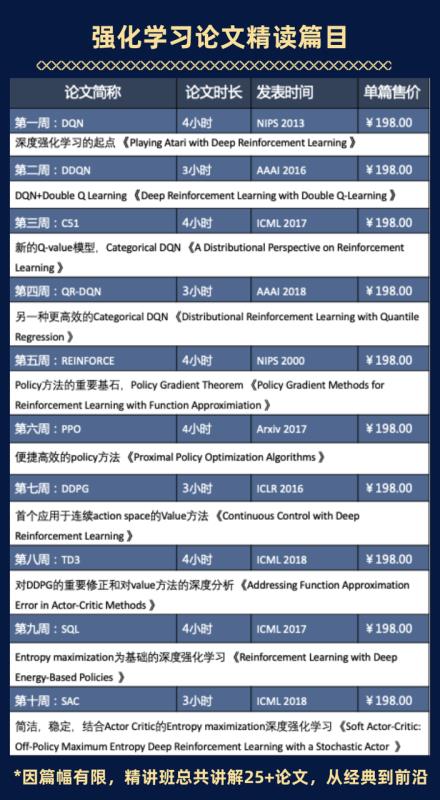 强化学习论文精读篇目
论文简称 论文时长 发表时间 单篇售价
第一周：DQN 4小时 NIPS 2013 ￥198.00
深度强化学习的起点 《Playing Atari with Deep Reinforcement Learning 》
第二周：DDQN 3小时 AAAI 2016 ￥198.00
DQN+Double Q Learning 《Deep Reinforcement Learning with Double Q-Learning 》
第三周：C51 4小时 ICML 2017 ￥198.00
新的Q-value模型，Categorical DQN 《A Distributional Perspective on Reinforcement
Learning 》
第四周：QR-DQN 3小时 AAAI 2018 ￥198.00
另一种更高效的Categorical DQN 《Distributional Reinforcement Learning with Quantile
Regression 》
第五周：REINFORCE 4小时 NIPS 2000 ￥198.00
Policy方法的重要基石，Policy Gradient Theorem 《Policy Gradient Methods for
Reinforcement Learning with Function Approximiation 》
第六周：PPO 4小时 Arxiv 2017 ￥198.00
便捷高效的policy方法 《Proximal Policy Optimization Algorithms 》
第七周：DDPG 3小时 ICLR 2016 ￥198.00
首个应用于连续action space的Value方法 《Continuous Control with Deep
Reinforcement Learning 》
第八周：TD3 4小时 ICML 2018 ￥198.00
对DDPG的重要修正和对value方法的深度分析 《Addressing Function Approximation
Error in Actor-Critic Methods 》
第九周：SQL 4小时 ICML 2017 ￥198.00
Entropy maximization为基础的深度强化学习 《Reinforcement Learning with Deep
Energy-Based Policies 》
第十周：SAC 3小时 ICML 2018 ￥198.00
简洁，稳定，结合Actor Critic的Entropy maximization深度强化学习 《Soft Actor-Critic:
Off-Policy Maximum Entropy Deep Reinforcement Learning with a Stochastic Actor 》
*因篇幅有限，精讲班总共讲解25+论文，从经典到前沿